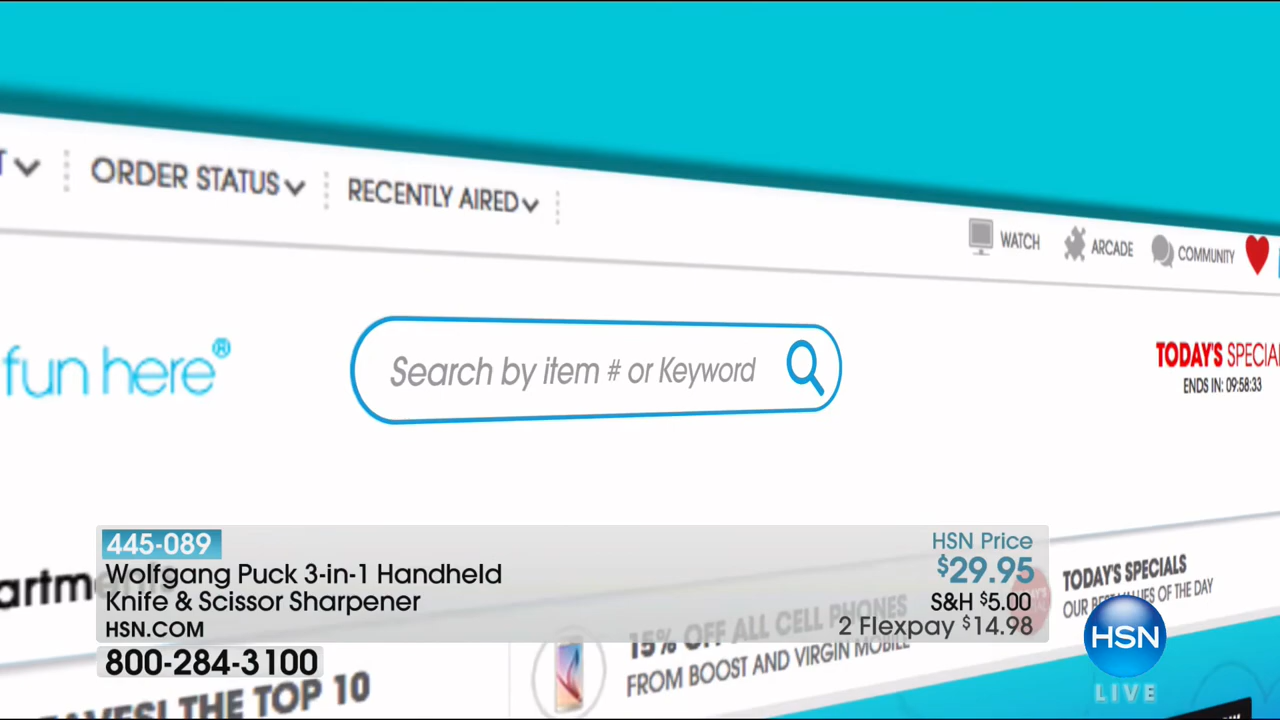 ORDER STATUS
RECENTLY AIRED
WATCH
ARCADE
COMMUNITY
fun here®
Search by item # or Keyword
TODAY'S SPECIAL
ENDS IN: 09:58:33
445-089
Wolfgang Puck 3-in-1 Handheld
Knife & Scissor Sharpener
HSN.COM
800-284-3100
HSN Price
$29.95
S&H $5.00
2 Flexpay $14.98
TODAY'S SPECIALS
OUR BEST VALUES OF THE DAY
15% OFF ALL CELL PHONES
FROM BOOST AND VIRGIN MOBILE
THE TOP 10
HSN
LIVE